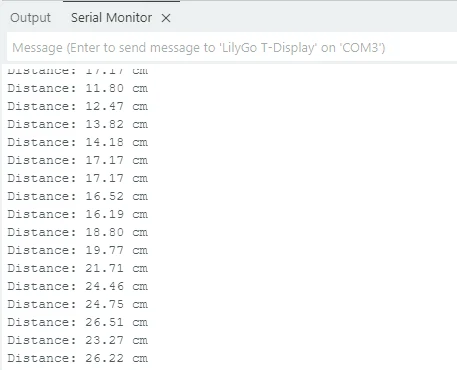 Output Serial Monitor ×
Message (Enter to send message to 'LilyGo T-Display' on 'COM3')
Distance: 17.17 cm
Distance: 11.80 cm
Distance: 12.47 cm
Distance: 13.82 cm
Distance: 14.18 cm
Distance: 17.17 cm
Distance: 17.17 cm
Distance: 16.52 cm
Distance: 16.19 cm
Distance: 18.80 cm
Distance: 19.77 cm
Distance: 21.71 cm
Distance: 24.46 cm
Distance: 24.75 cm
Distance: 26.51 cm
Distance: 23.27 cm
Distance: 26.22 cm